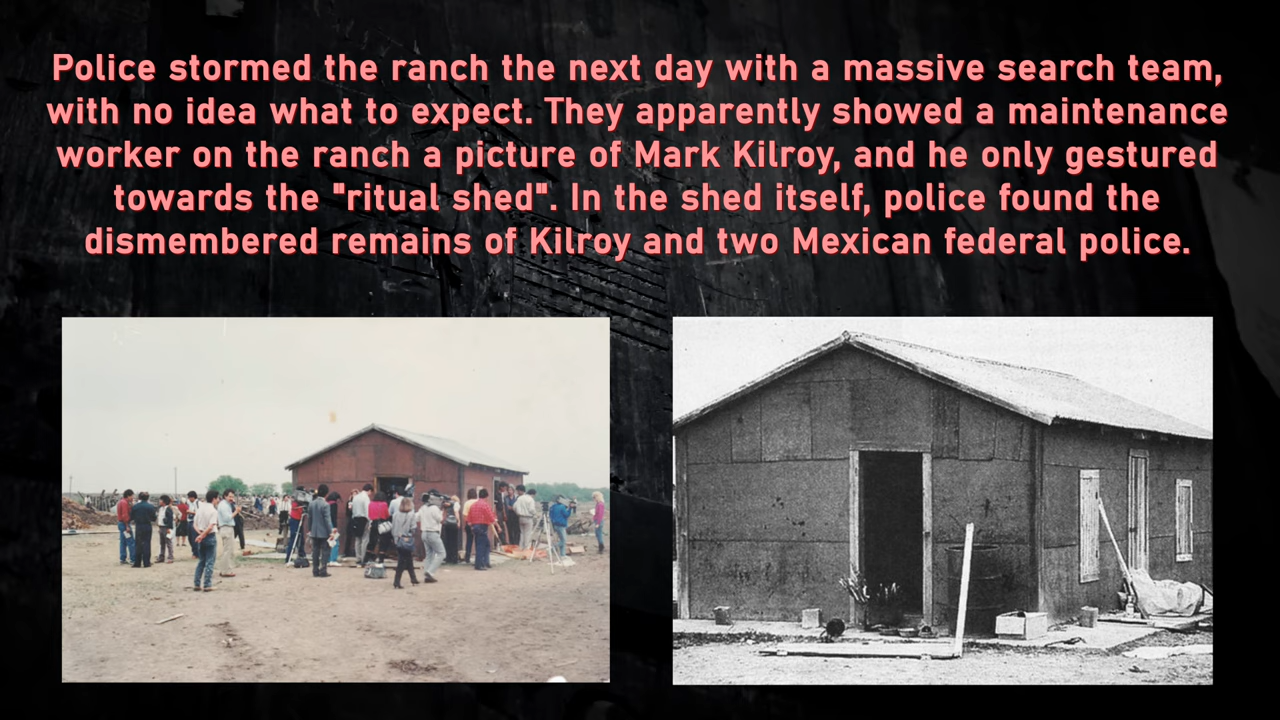 Police stormed the ranch the next day with a massive search team,
with no idea what to expect. They apparently showed a maintenance
worker on the ranch a picture of Mark Kilroy, and he only gestured
towards the "ritual shed". In the shed itself, police found the
dismembered remains of Kilroy and two Mexican federal police.